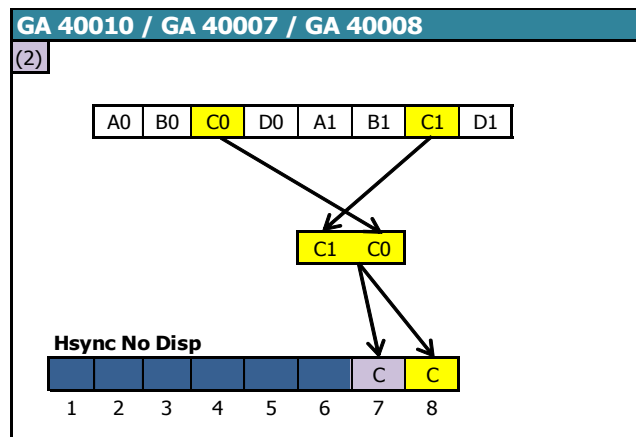 GA 40010 / GA 40007 / GA 40008
(2)
A0 B0 C0 D0 A1 B1 C1 D1
C1 C0
Hsync No Disp
C C
1 2 3 4 5 6 7 8